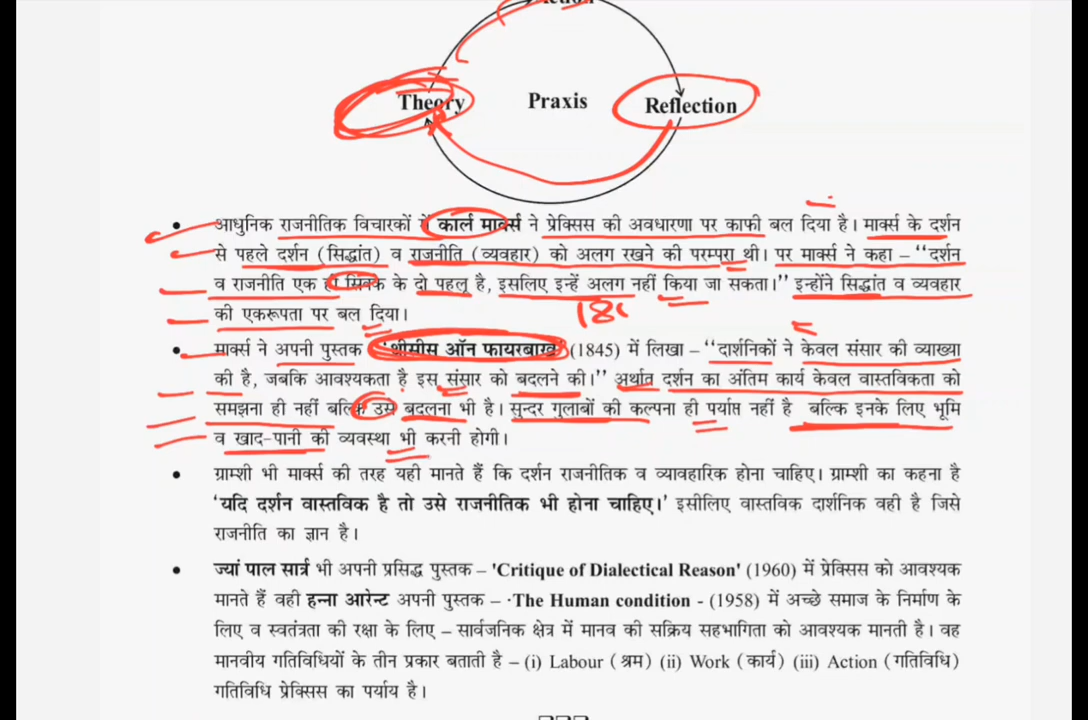 Action
Theory Praxis Reflection
• आधुनिक राजनीतिक विचारकों में कार्ल मार्क्स ने प्रेक्सिस की अवधारणा पर काफी बल दिया है। मार्क्स के दर्शन
से पहले दर्शन (सिद्धांत) व राजनीति (व्यवहार) को अलग रखने की परम्परा थी। पर मार्क्स ने कहा – “दर्शन
व राजनीति एक ही सिक्के के दो पहलू है, इसलिए इन्हें अलग नहीं किया जा सकता।” इन्होंने सिद्धांत व व्यवहार
की एकरूपता पर बल दिया।
• मार्क्स ने अपनी पुस्तक ‘थीसीस ऑन फायरबाख’ (1845) में लिखा – “दार्शनिकों ने केवल संसार की व्याख्या
की है, जबकि आवश्यकता है इस संसार को बदलने की।” अर्थात दर्शन का अंतिम कार्य केवल वास्तविकता को
समझना ही नहीं बल्कि उसे बदलना भी है। सुन्दर गुलाबों की कल्पना ही पर्याप्त नहीं है बल्कि इनके लिए भूमि
व खाद-पानी की व्यवस्था भी करनी होगी।
• ग्राम्शी भी मार्क्स की तरह यही मानते हैं कि दर्शन राजनीतिक व व्यावहारिक होना चाहिए। ग्राम्शी का कहना है
‘यदि दर्शन वास्तविक है तो उसे राजनीतिक भी होना चाहिए।’ इसीलिए वास्तविक दार्शनिक वही है जिसे
राजनीति का ज्ञान है।
• ज्यां पाल सार्त्र भी अपनी प्रसिद्ध पुस्तक – 'Critique of Dialectical Reason' (1960) में प्रेक्सिस को आवश्यक
मानते हैं वही हन्ना आरेन्ट अपनी पुस्तक – ·The Human condition - (1958) में अच्छे समाज के निर्माण के
लिए व स्वतंत्रता की रक्षा के लिए – सार्वजनिक क्षेत्र में मानव की सक्रिय सहभागिता को आवश्यक मानती है। वह
मानवीय गतिविधियों के तीन प्रकार बताती है – (i) Labour (श्रम) (ii) Work (कार्य) (iii) Action (गतिविधि)
गतिविधि प्रेक्सिस का पर्याय है।